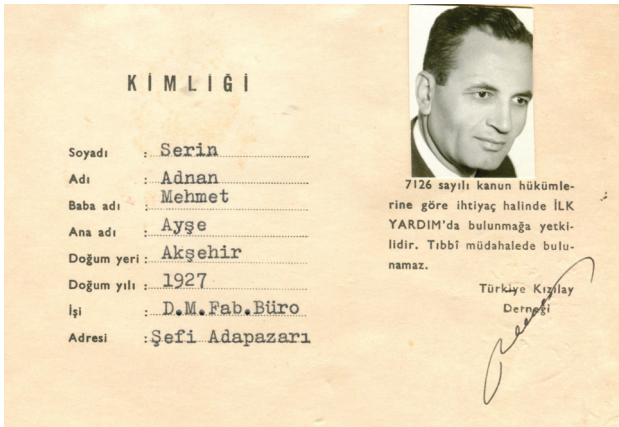 KİMLİĞİ
Soyadı : Serin
Adı : Adnan
Baba adı : Mehmet
Ana adı : Ayşe
Doğum yeri : Akşehir
Doğum yılı : 1927
İşi : D.M.Fab.Büro
Adresi : Şefi Adapazarı
7126 sayılı kanun hükümle-
rine göre ihtiyaç halinde İLK
YARDIM'da bulunmağa yetki-
lidir. Tıbbî müdahalede bulu-
namaz.
Türkiye Kızılay
Derneği